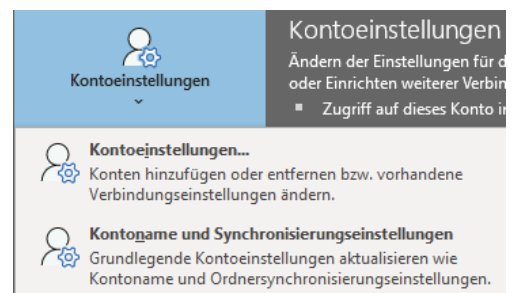 Kontoeinstellungen
Kontoeinstellungen
Ändern der Einstellungen für
oder Einrichten weiterer
Zugriff auf dieses Konto
Kontoeinstellungen...
Konten hinzufügen oder entfernen bzw. vorhandene
Verbindungseinstellungen ändern.
Kontoname und Synchronisierungseinstellungen
Grundlegende Kontoeinstellungen aktualisieren wie
Kontoname und Ordnersynchronisierungseinstellungen.